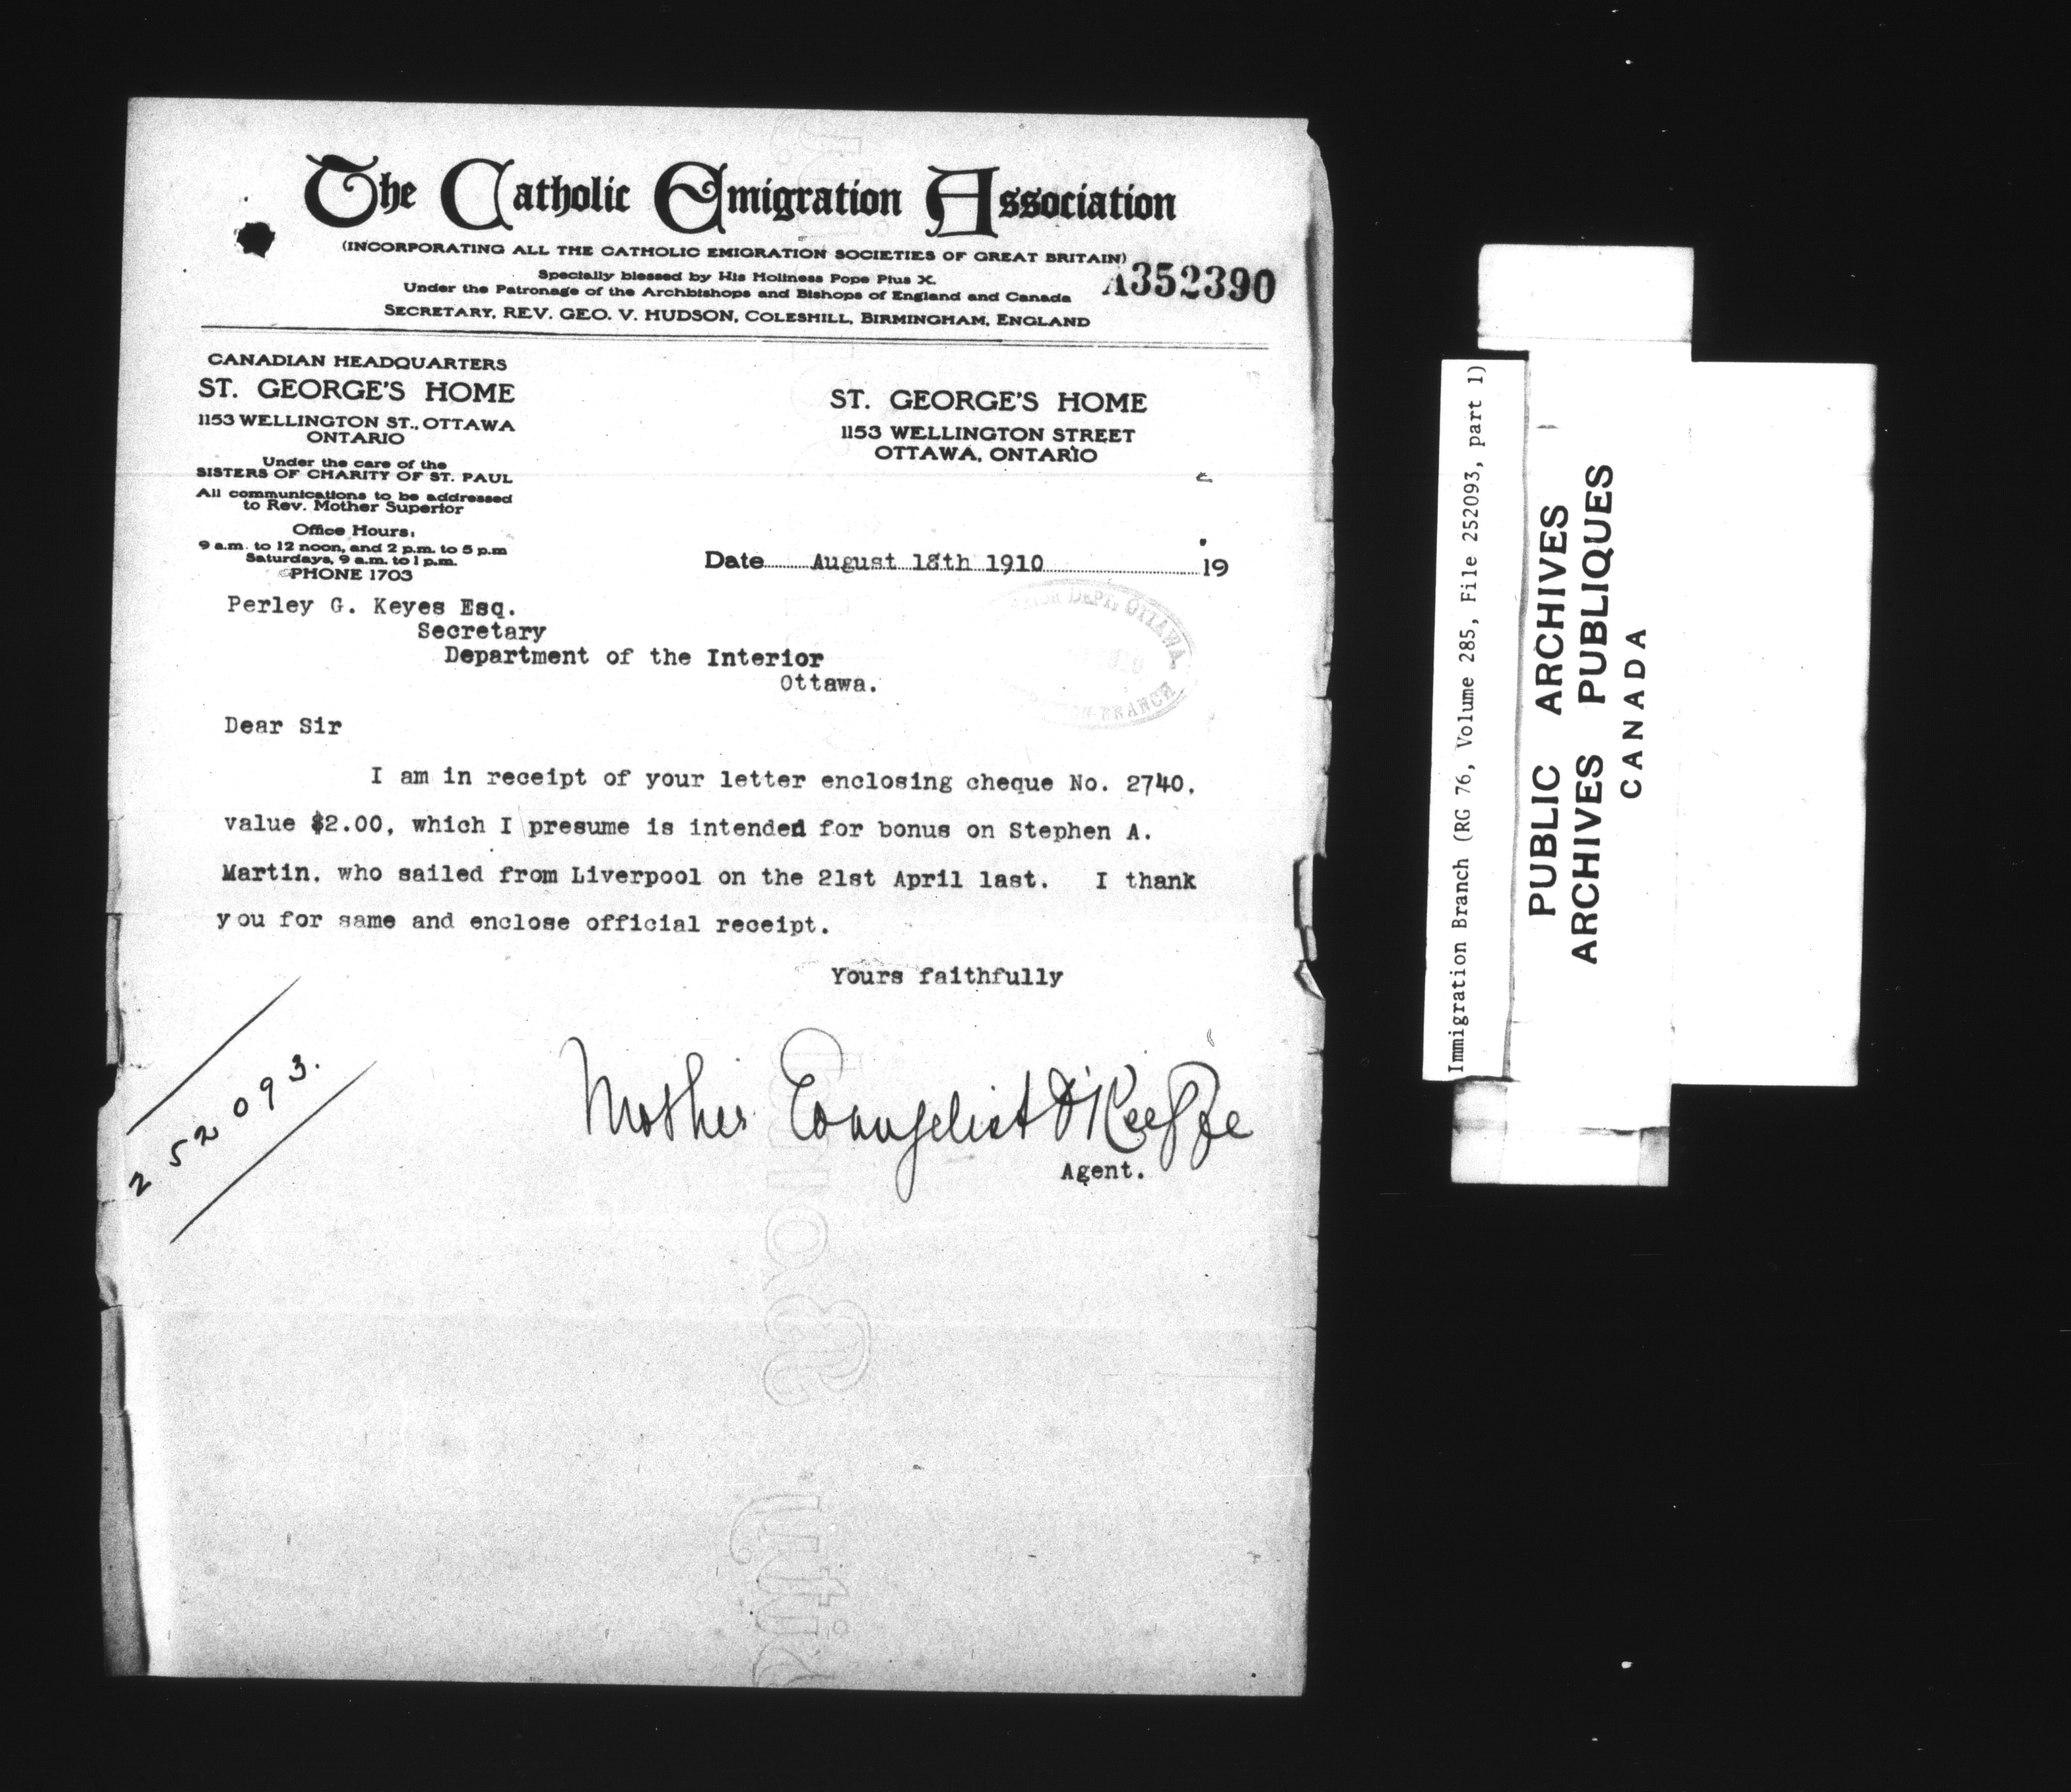 The Catholic Emigration Association
(INCORPORATING ALL THE CATHOLIC EMIGRATION SOCIETIES OF GREAT BRITAIN)
Specially blessed by His Holiness Pope Pius X.
Under the Patronage of the Archbishops and Bishops of England and Canada
A352390
SECRETARY, REV. GEO. V. HUDSON, COLESHILL, BIRMINGHAM, ENGLAND
CANADIAN HEADQUARTERS
ST. GEORGE'S HOME
1153 WELLINGTON ST., OTTAWA
ONTARIO
Under the care of the
SISTERS OF CHARITY OF ST. PAUL
All communications to be addressed
to Rev. Mother Superior
Office Hours:
9 a.m. to 12 noon, and 2 p.m. to 5 p.m
Saturdays, 9 a.m. to 1 p.m.
PHONE 1703
ST. GEORGE'S HOME
1153 WELLINGTON STREET
OTTAWA, ONTARIO
Date August 18th 1910 19
DEPT, OTTAWA.
BRANCH
Perley G. Keyes Esq.
Secretary
Department of the Interior
Ottawa.
Dear Sir
I am in receipt of your letter enclosing cheque No. 2740,
value $2.00, which I presume is intended for bonus on Stephen A.
Martin, who sailed from Liverpool on the 21st April last. I thank
you for same and enclose official receipt.
Yours faithfully
Mother Evangelist O'Keeffe
Agent.
252093.
Immigration Branch (RG 76, Volume 285, File 252093, part 1)
PUBLIC ARCHIVES
ARCHIVES PUBLIQUES
CANADA